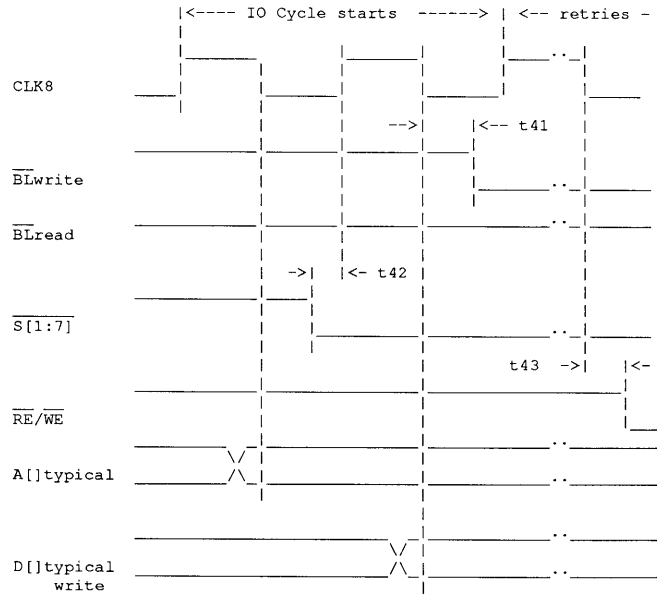 |<---- IO Cycle starts ------>|<-- retries -
CLK8
-->| |<-- t41
BLwrite
BLread
->| |<- t42
S[1:7]
t43 ->| |<-
RE/WE
A[]typical
D[]typical
write